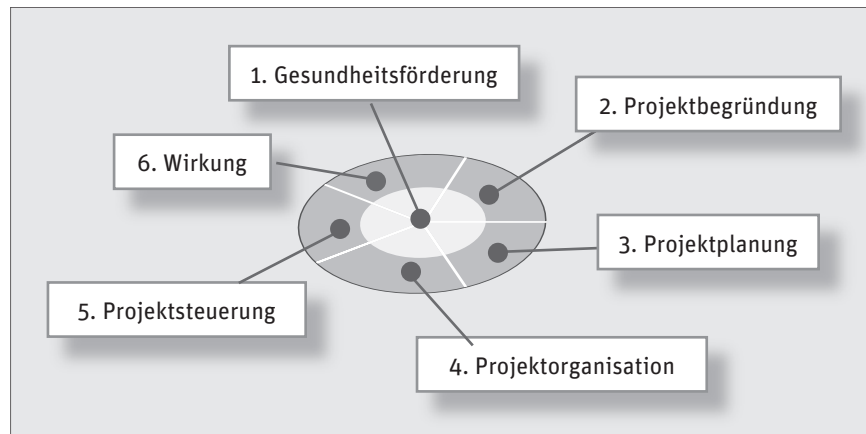 1. Gesundheitsförderung
2. Projektbegründung
3. Projektplanung
4. Projektorganisation
5. Projektsteuerung
6. Wirkung